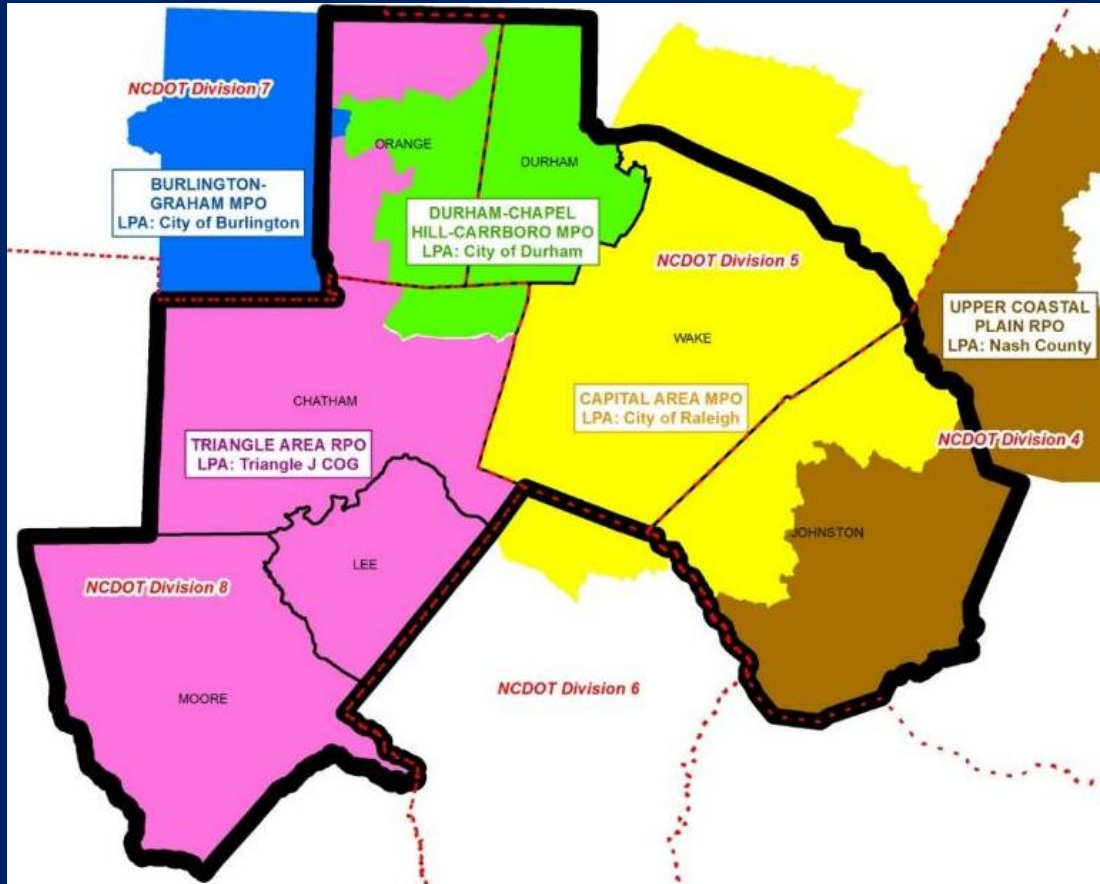 NCDOT Division 7
ORANGE
DURHAM
BURLINGTON-
GRAHAM MPO
LPA: City of Burlington
DURHAM-CHAPEL
HILL-CARRBORO MPO
LPA: City of Durham
NCDOT Division 5
UPPER COASTAL
PLAIN RPO
LPA: Nash County
WAKE
CHATHAM
CAPITAL AREA MPO
LPA: City of Raleigh
TRIANGLE AREA RPO
LPA: Triangle J COG
NCDOT Division 4
JOHNSTON
LEE
NCDOT Division 8
MOORE
NCDOT Division 6